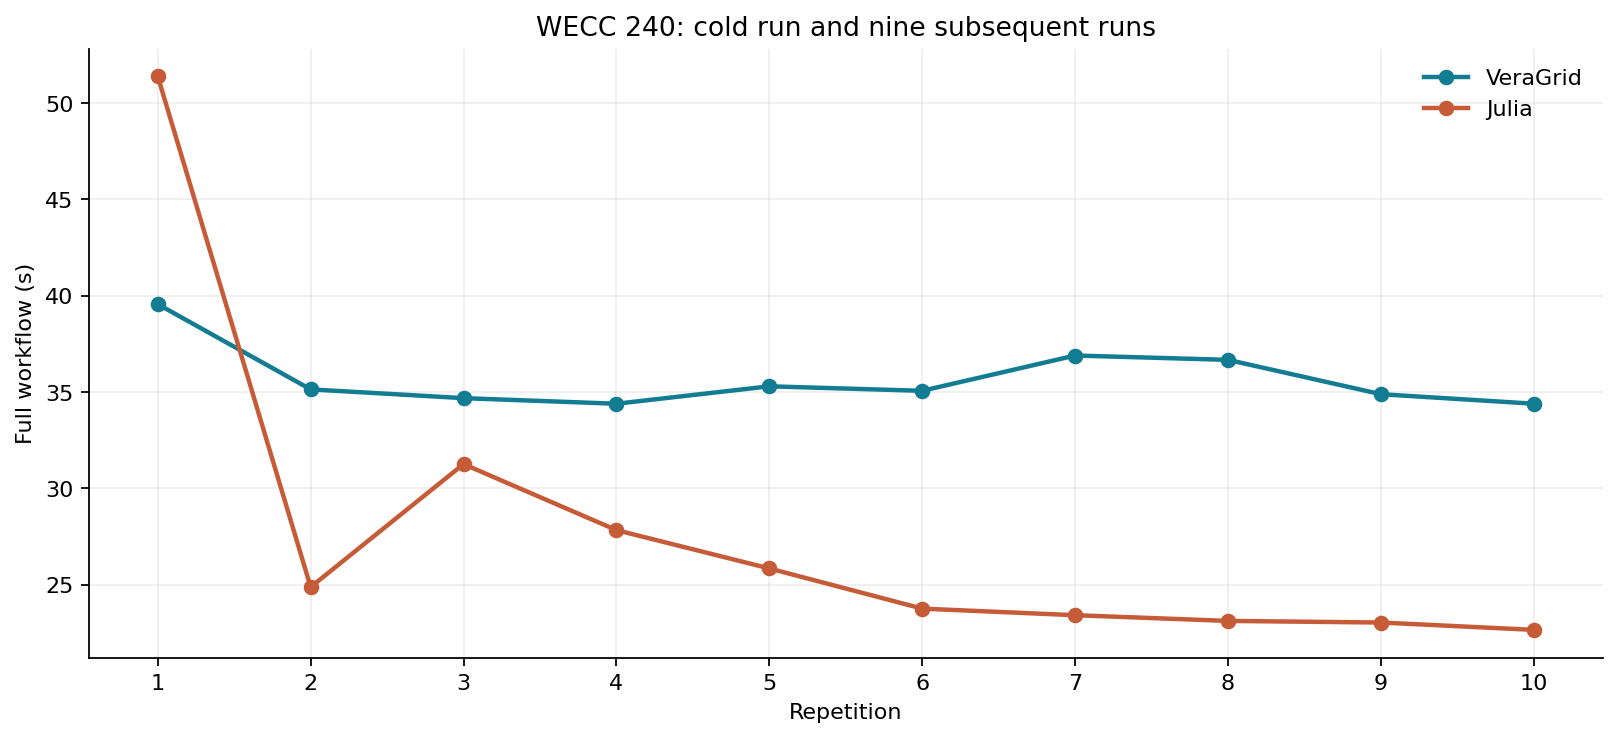 WECC 240: cold run and nine subsequent runs
VeraGrid
Julia
Full workflow (s)
50
45
40
35
30
25
1 2 3 4 5 6 7 8 9 10
Repetition